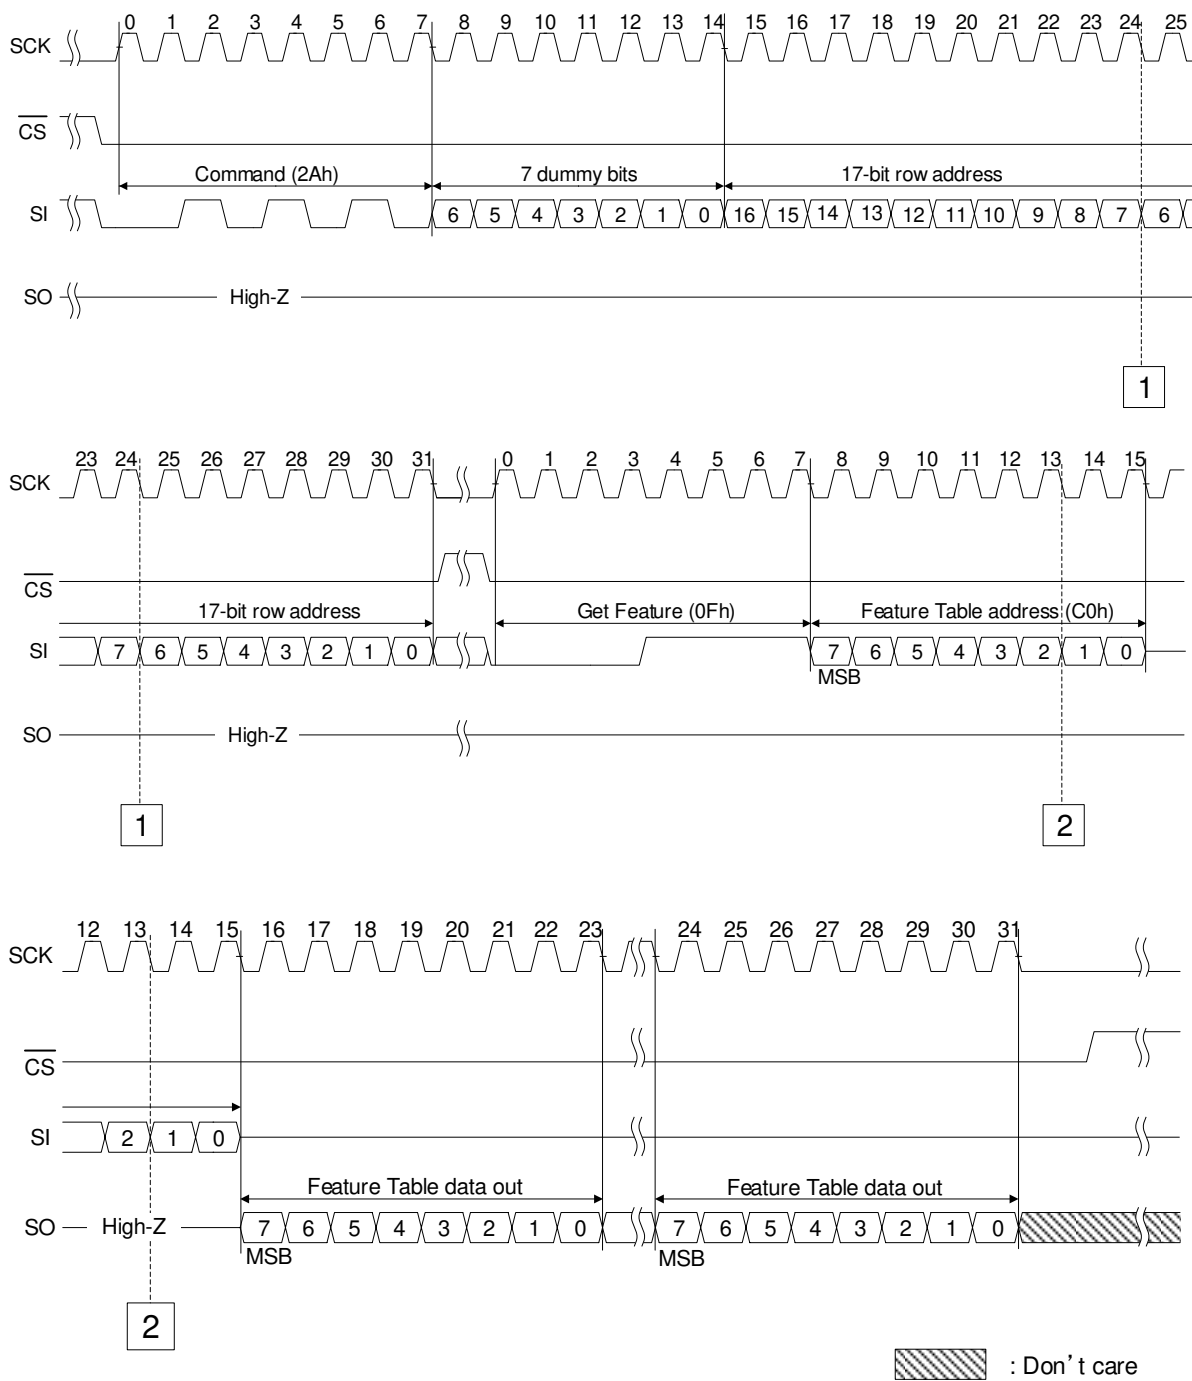 0 1 2 3 4 5 6 7 8 9 10 11 12 13 14 15 16 17 18 19 20 21 22 23 24 25
SCK
CS
Command (2Ah) 7 dummy bits 17-bit row address
SI 6 5 4 3 2 1 0 16 15 14 13 12 11 10 9 8 7 6
SO High-Z
1
23 24 25 26 27 28 29 30 31 0 1 2 3 4 5 6 7 8 9 10 11 12 13 14 15
SCK
CS
17-bit row address Get Feature (0Fh) Feature Table address (C0h)
SI 7 6 5 4 3 2 1 0 7 6 5 4 3 2 1 0
MSB
SO High-Z
1 2
12 13 14 15 16 17 18 19 20 21 22 23 24 25 26 27 28 29 30 31
SCK
CS
SI 2 1 0
Feature Table data out Feature Table data out
SO High-Z 7 6 5 4 3 2 1 0 7 6 5 4 3 2 1 0
MSB MSB
2
: Don't care